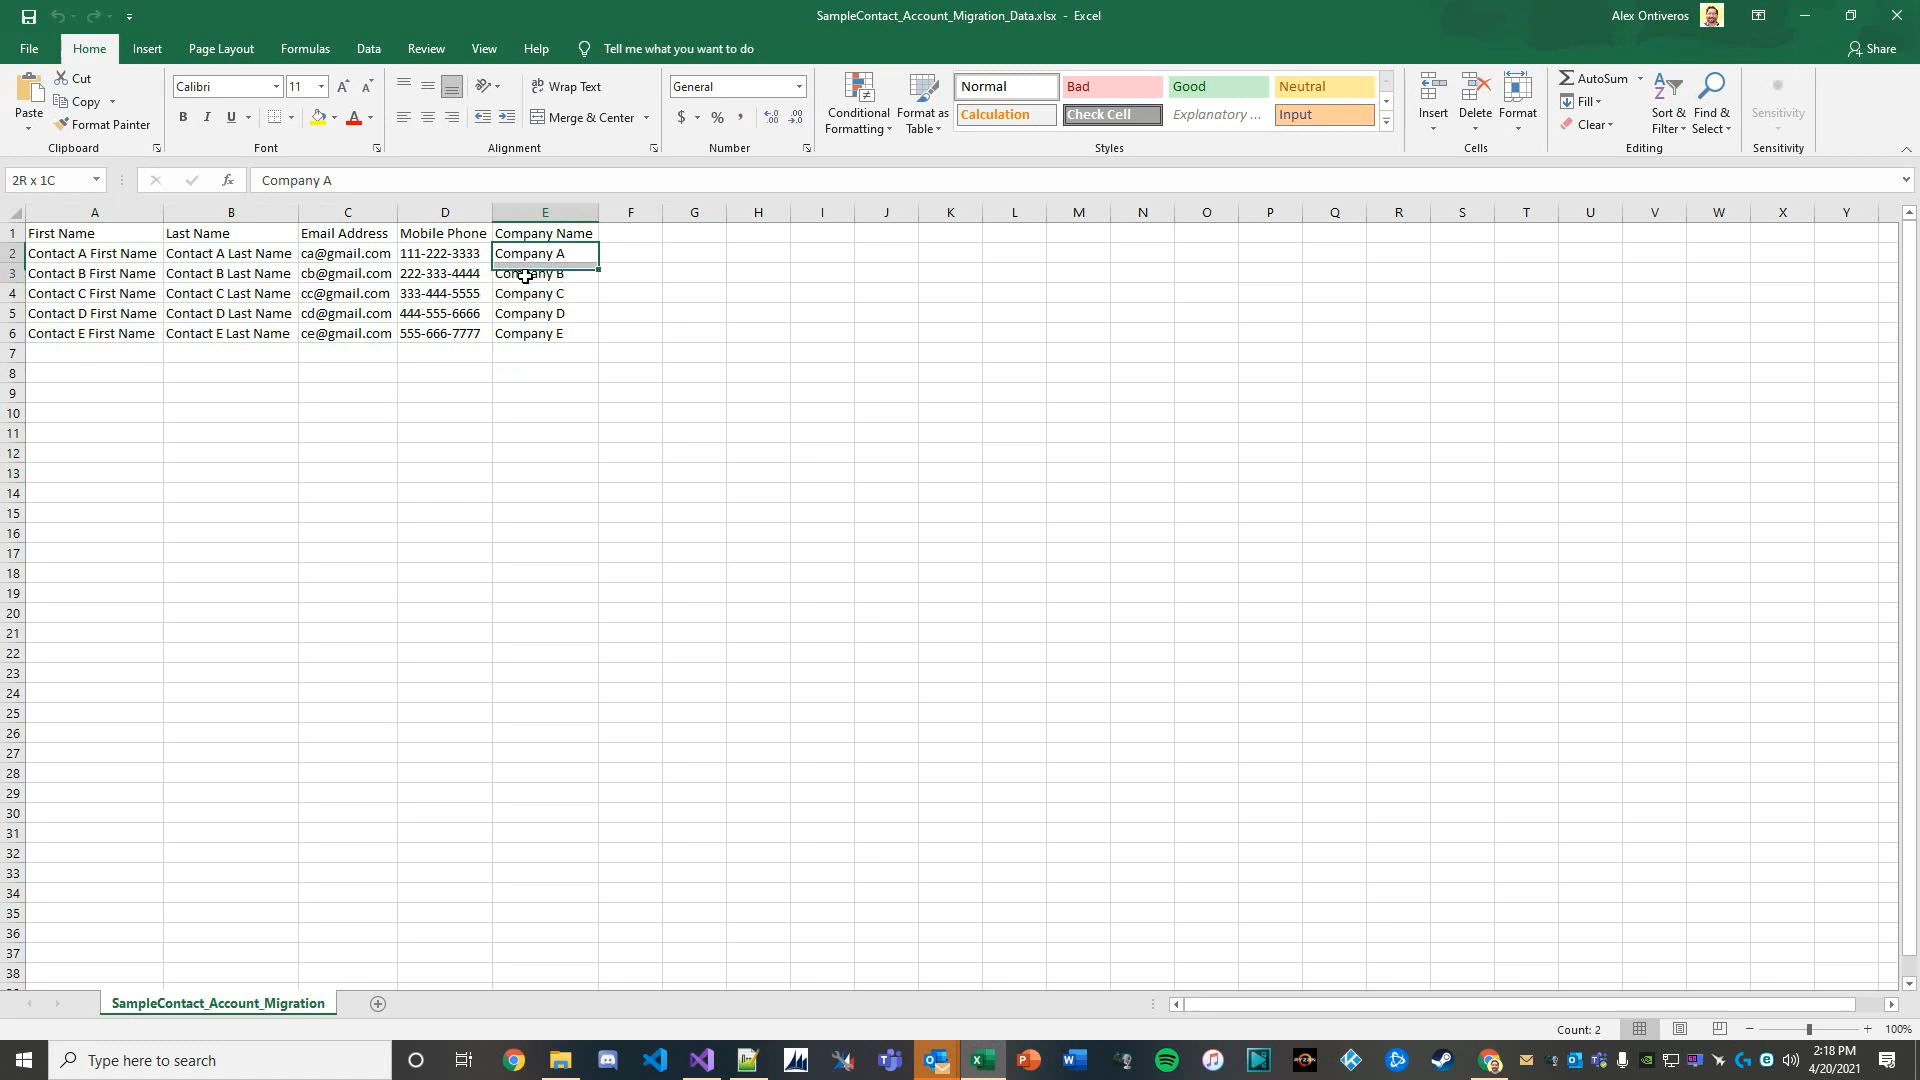 SampleContact_Account_Migration_Data.xlsx - Excel
Alex Ontiveros
File Home Insert Page Layout Formulas Data Review View Help Tell me what you want to do Share
Paste
Cut
Copy
Format Painter
Clipboard
Calibri 11
B I U
Font
Wrap Text
Merge & Center
Alignment
General
$ %
Number
Conditional Formatting
Format as Table
Normal Bad Good Neutral
Calculation Check Cell Explanatory ... Input
Styles
Insert Delete Format
Cells
AutoSum
Fill
Clear
Sort & Filter
Find & Select
Editing
Sensitivity
Sensitivity
2R x 1C fx Company A
A B C D E F G H I J K L M N O P Q R S T U V W X Y
1 First Name Last Name Email Address Mobile Phone Company Name
2 Contact A First Name Contact A Last Name ca@gmail.com 111-222-3333 Company A
3 Contact B First Name Contact B Last Name cb@gmail.com 222-333-4444 Company B
4 Contact C First Name Contact C Last Name cc@gmail.com 333-444-5555 Company C
5 Contact D First Name Contact D Last Name cd@gmail.com 444-555-6666 Company D
6 Contact E First Name Contact E Last Name ce@gmail.com 555-666-7777 Company E
7
8
9
10
11
12
13
14
15
16
17
18
19
20
21
22
23
24
25
26
27
28
29
30
31
32
33
34
35
36
37
38
SampleContact_Account_Migration
Count: 2 100%
Type here to search
2:18 PM
4/20/2021